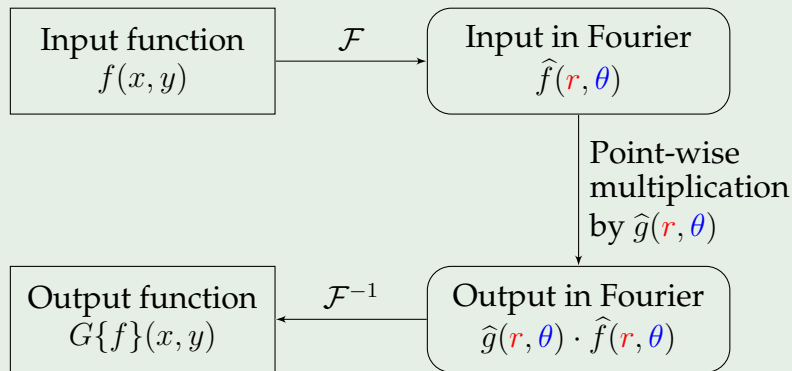 Input function
f(x, y)
ℱ
Input in Fourier
f̂(r, θ)
Point-wise
multiplication
by ĝ(r, θ)
Output function
G{f}(x, y)
ℱ⁻¹
Output in Fourier
ĝ(r, θ) · f̂(r, θ)